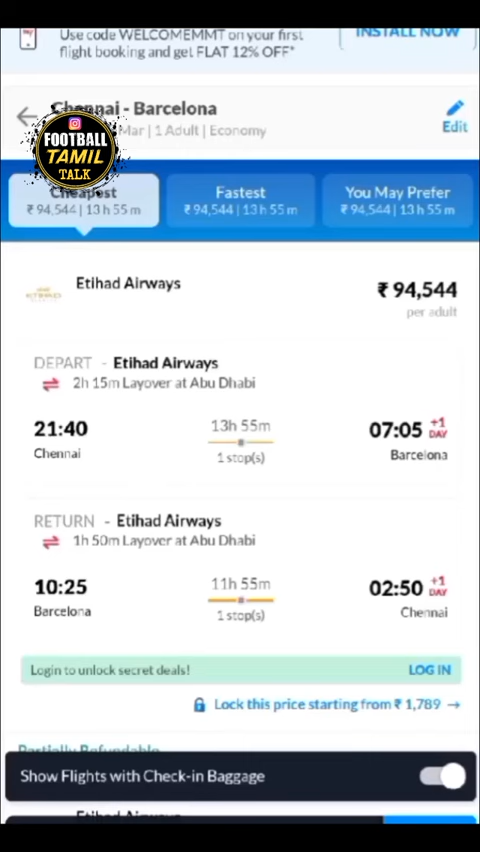 Use code WELCOMEMMT on your first
flight booking and get FLAT 12% OFF*
INSTALL NOW
Chennai - Barcelona
Mar | 1 Adult | Economy
Edit
FOOTBALL
TAMIL
TALK
Cheapest
₹ 94,544 | 13 h 55 m
Fastest
₹ 94,544 | 13 h 55 m
You May Prefer
₹ 94,544 | 13 h 55 m
Etihad Airways
₹ 94,544
per adult
DEPART - Etihad Airways
2h 15m Layover at Abu Dhabi
21:40
13h 55m
07:05 +1 DAY
Chennai
1 stop(s)
Barcelona
RETURN - Etihad Airways
1h 50m Layover at Abu Dhabi
10:25
11h 55m
02:50 +1 DAY
Barcelona
1 stop(s)
Chennai
Login to unlock secret deals!
LOG IN
Lock this price starting from ₹ 1,789 →
Partially Refundable
Show Flights with Check-in Baggage
Etihad Airways